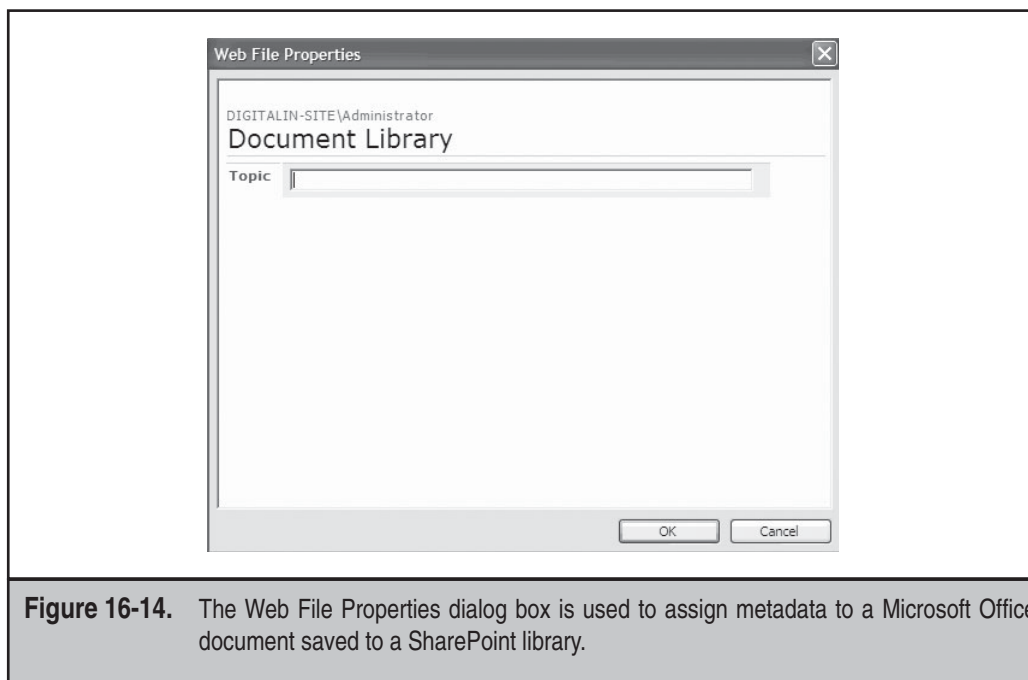 Web File Properties
DIGITALIN-SITE\Administrator
Document Library
Topic
OK Cancel
Figure 16-14. The Web File Properties dialog box is used to assign metadata to a Microsoft Office
document saved to a SharePoint library.